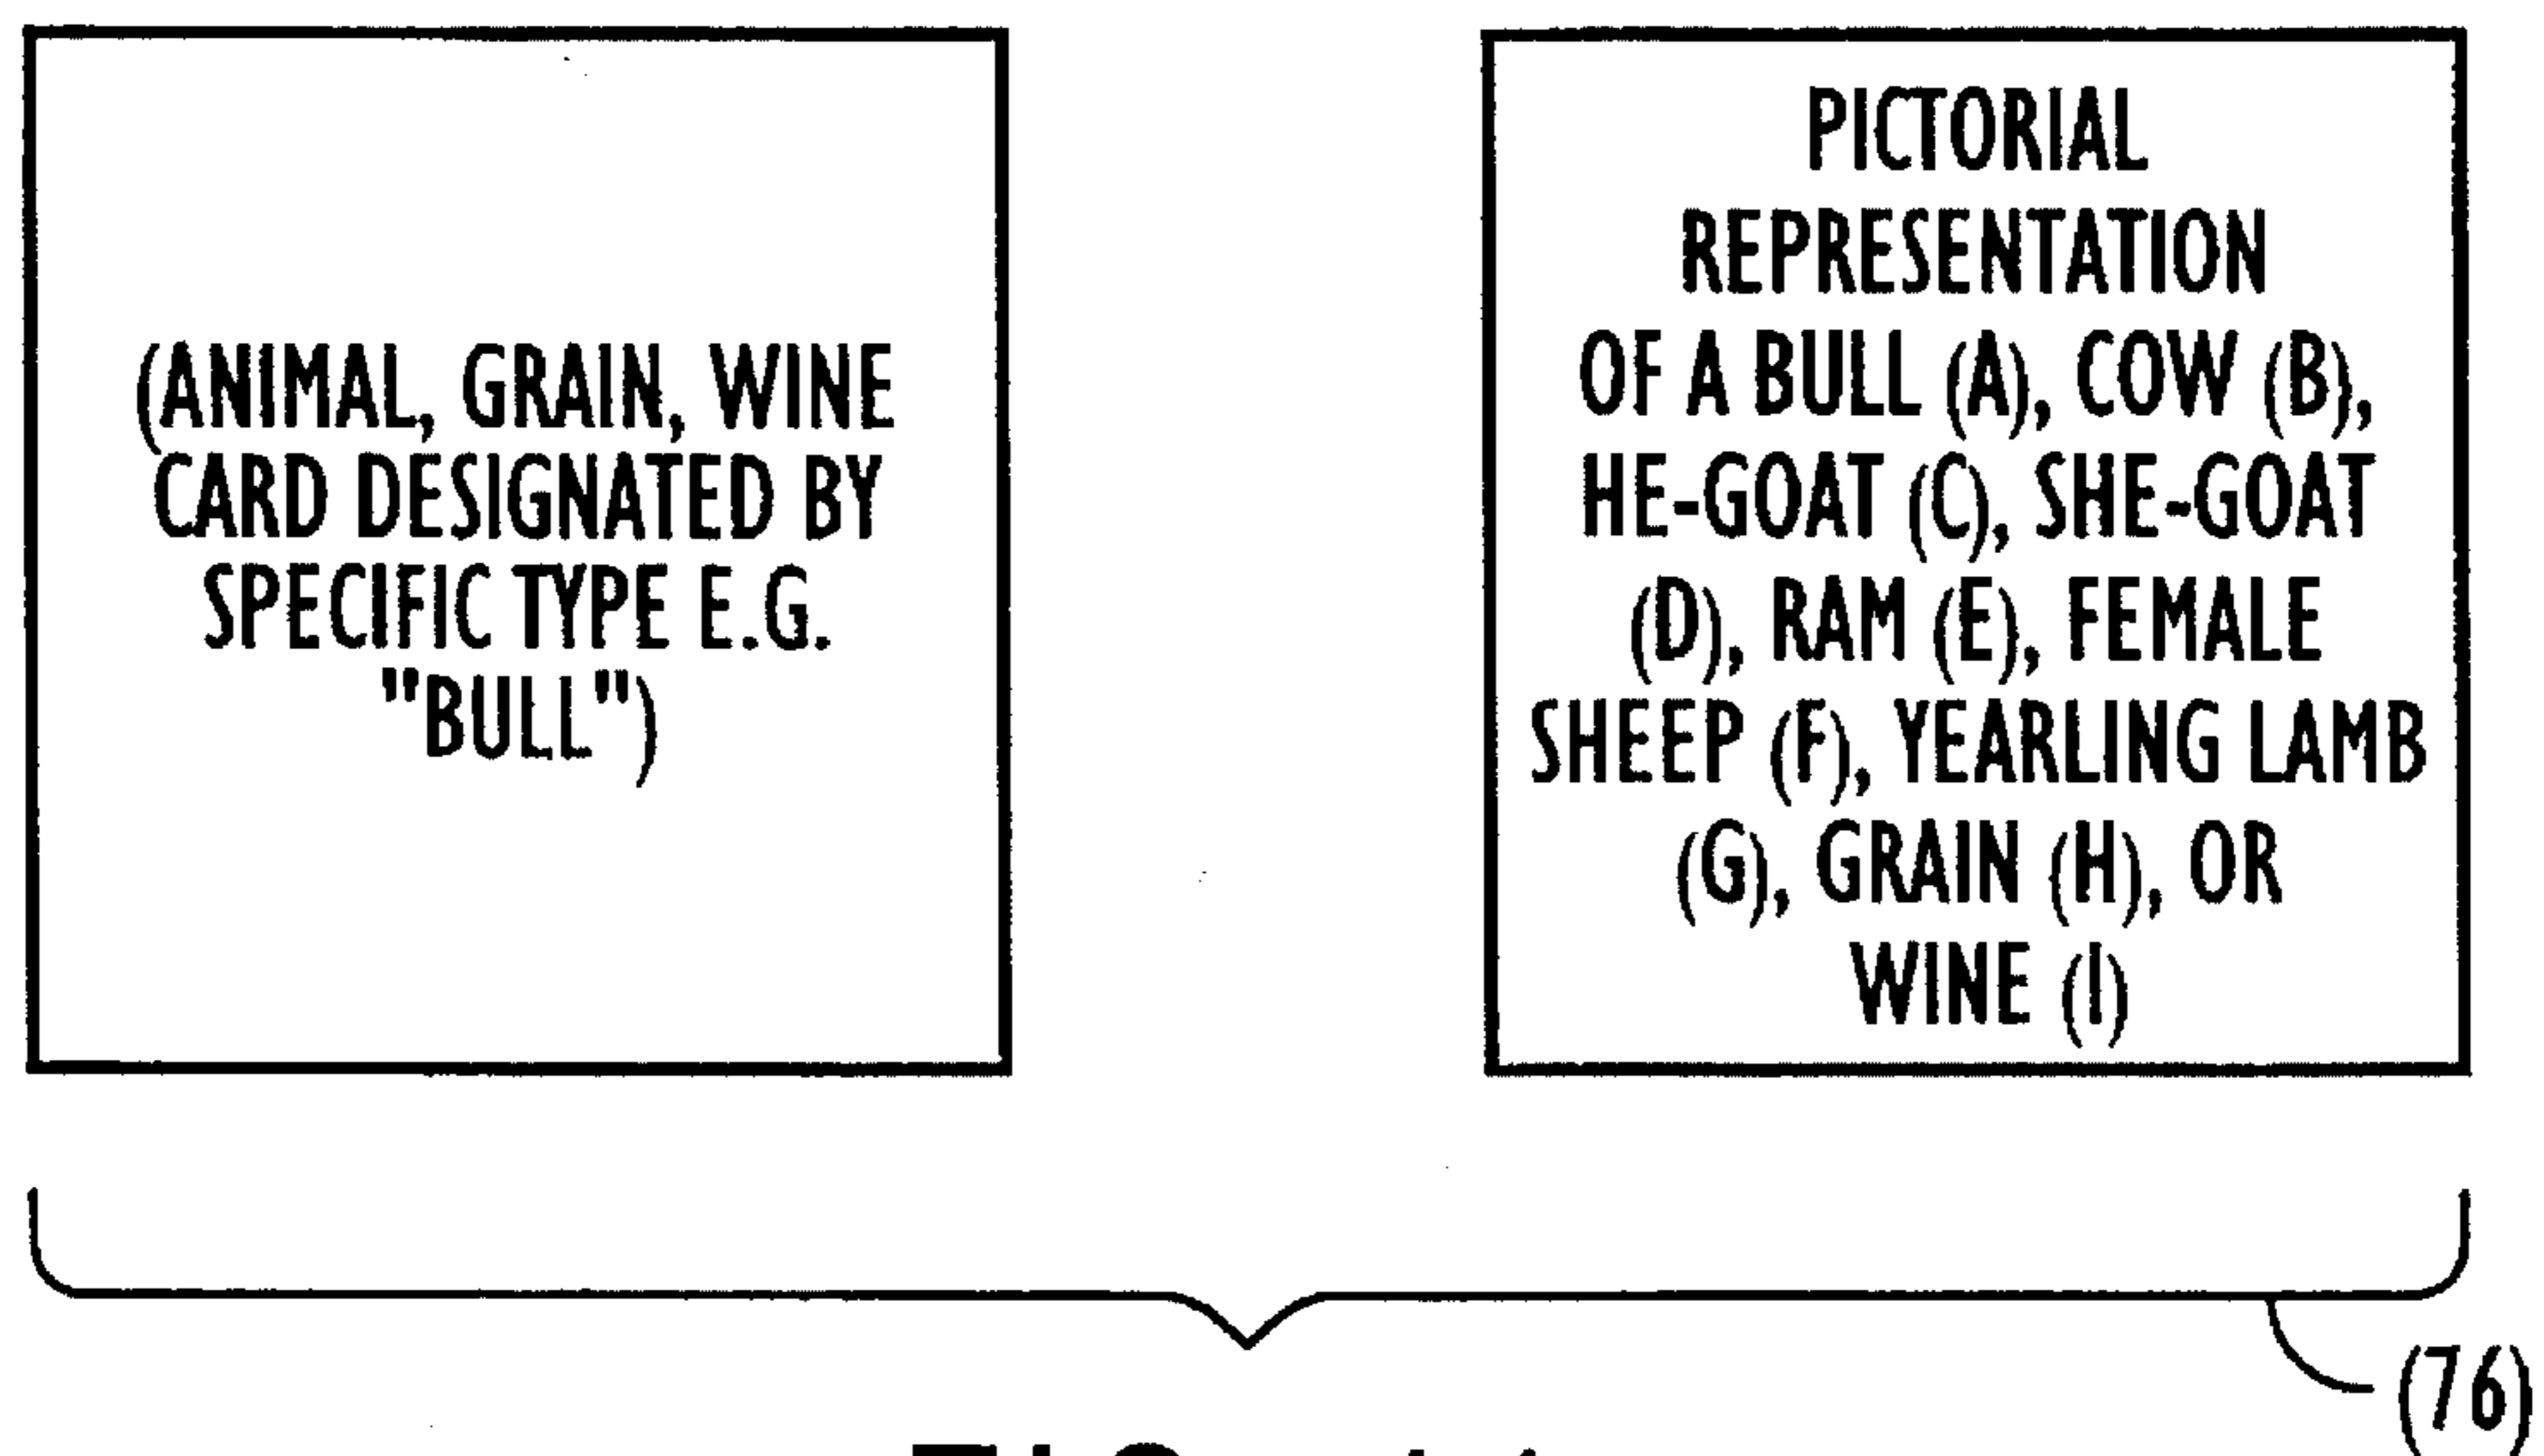 (ANIMAL, GRAIN, WINE
CARD DESIGNATED BY
SPECIFIC TYPE E.G.
"BULL")
PICTORIAL
REPRESENTATION
OF A BULL (A), COW (B),
HE-GOAT (C), SHE-GOAT
(D), RAM (E), FEMALE
SHEEP (F), YEARLING LAMB
(G), GRAIN (H), OR
WINE (I)
(76)